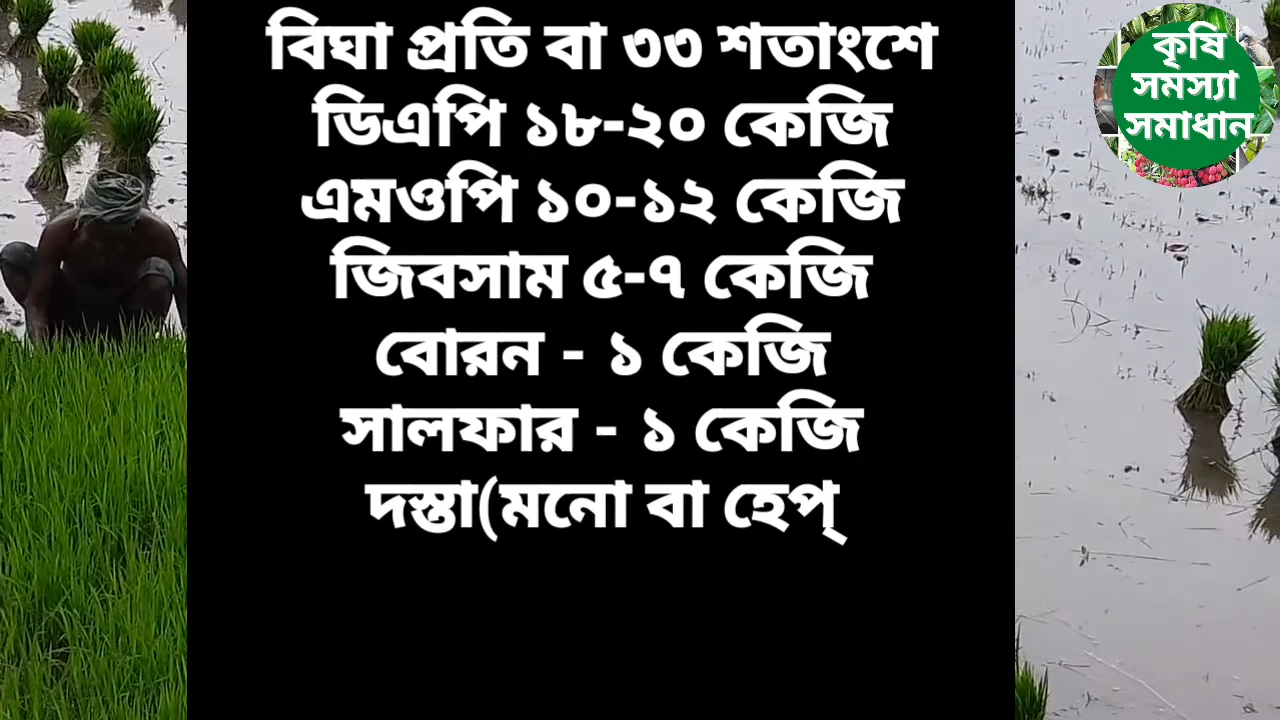 বিঘা প্রতি বা ৩৩ শতাংশে
ডিএপি ১৮-২০ কেজি
এমওপি ১০-১২ কেজি
জিবসাম ৫-৭ কেজি
বোরন - ১ কেজি
সালফার - ১ কেজি
দস্তা(মনো বা হেপ্
কৃষি
সমস্যা
সমাধান